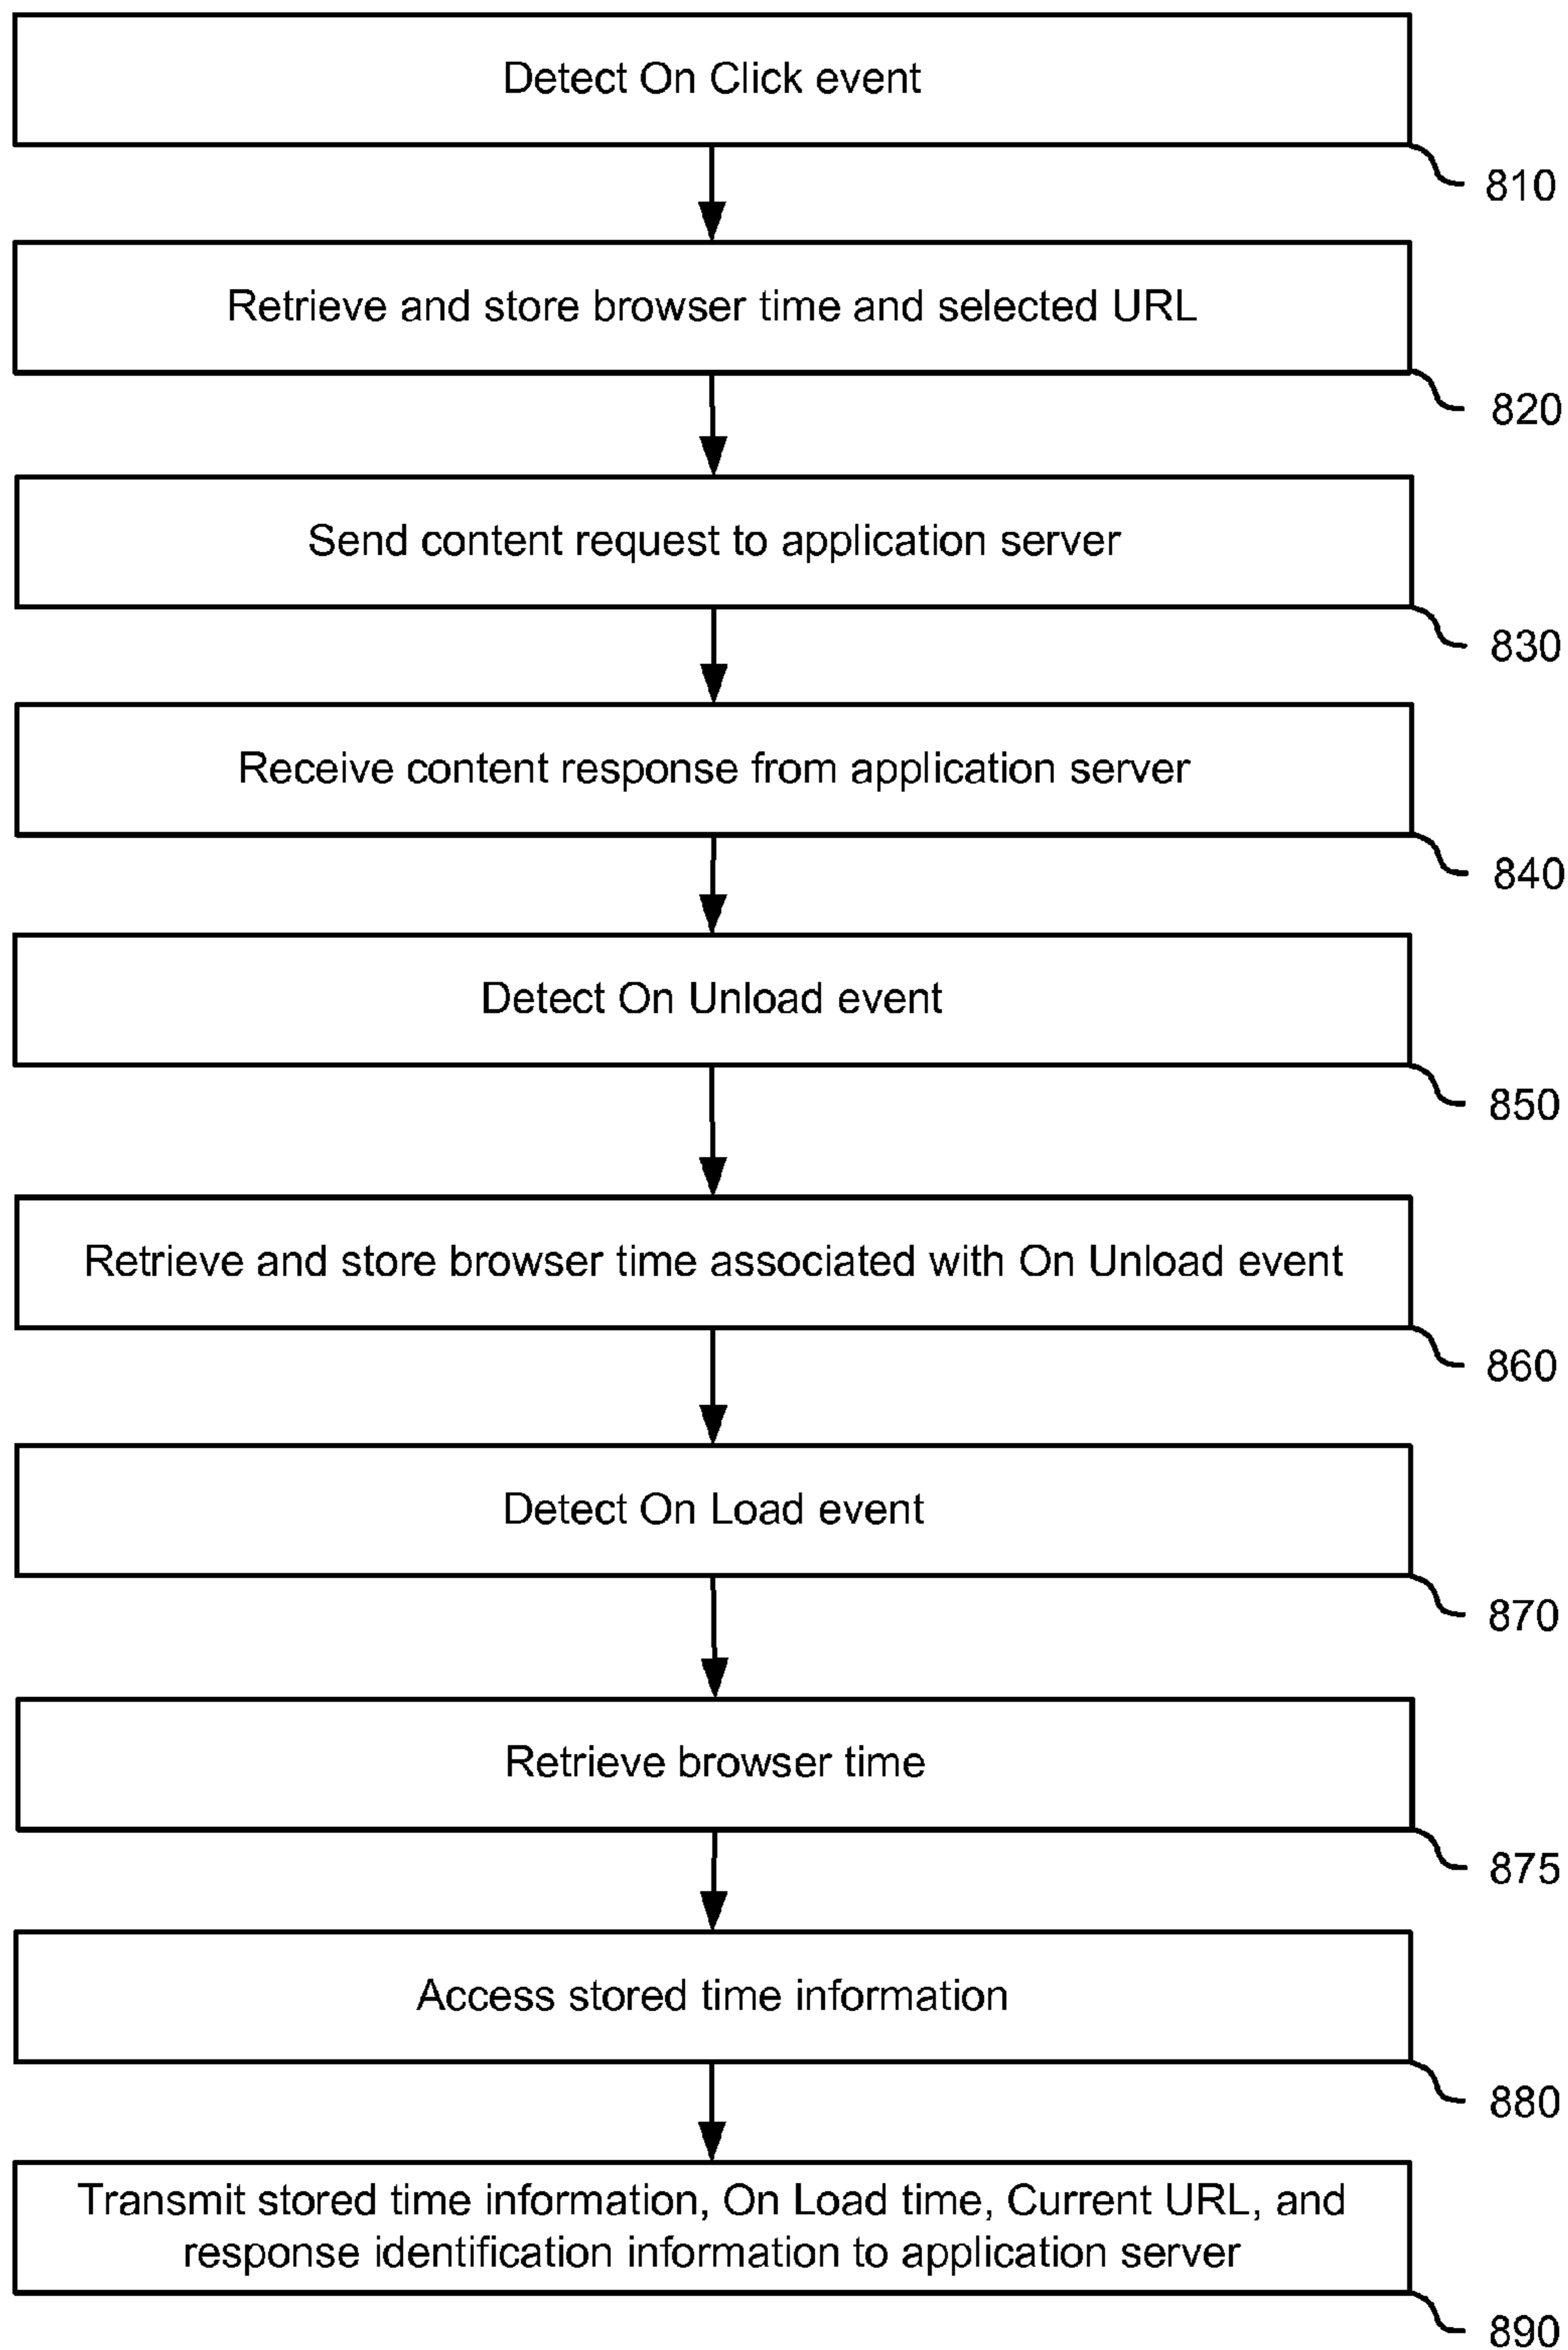 Detect On Click event
810
Retrieve and store browser time and selected URL
820
Send content request to application server
830
Receive content response from application server
840
Detect On Unload event
850
Retrieve and store browser time associated with On Unload event
860
Detect On Load event
870
Retrieve browser time
875
Access stored time information
880
Transmit stored time information, On Load time, Current URL, and
response identification information to application server
890